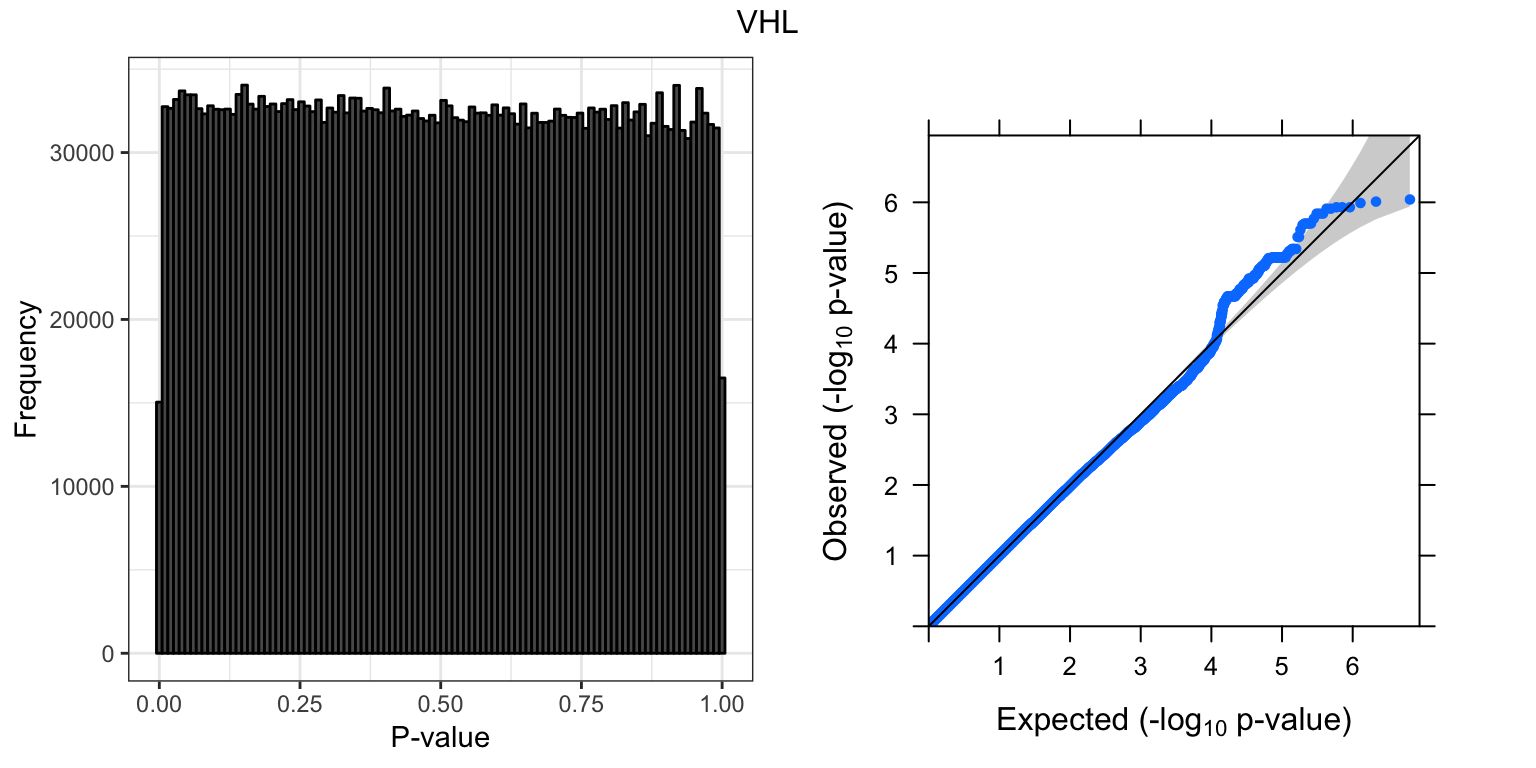 VHL
Frequency
30000
20000
10000
0
0.00 0.25 0.50 0.75 1.00
P-value
Observed (-log10 p-value)
6
5
4
3
2
1
1 2 3 4 5 6
Expected (-log10 p-value)